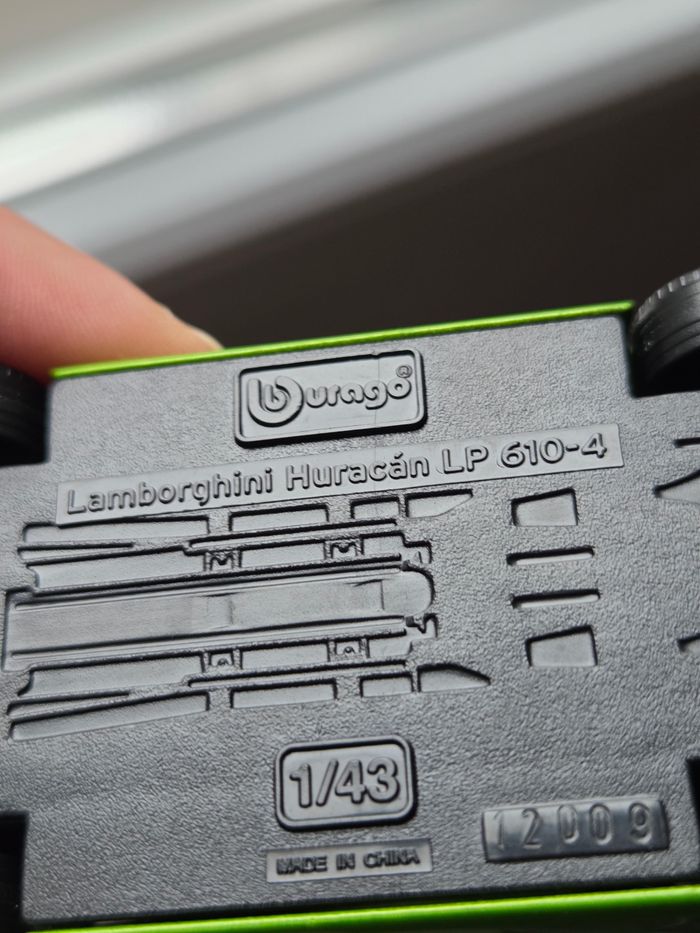 burago®
Lamborghini Huracán LP 610-4
1/43
12009
MADE IN CHINA